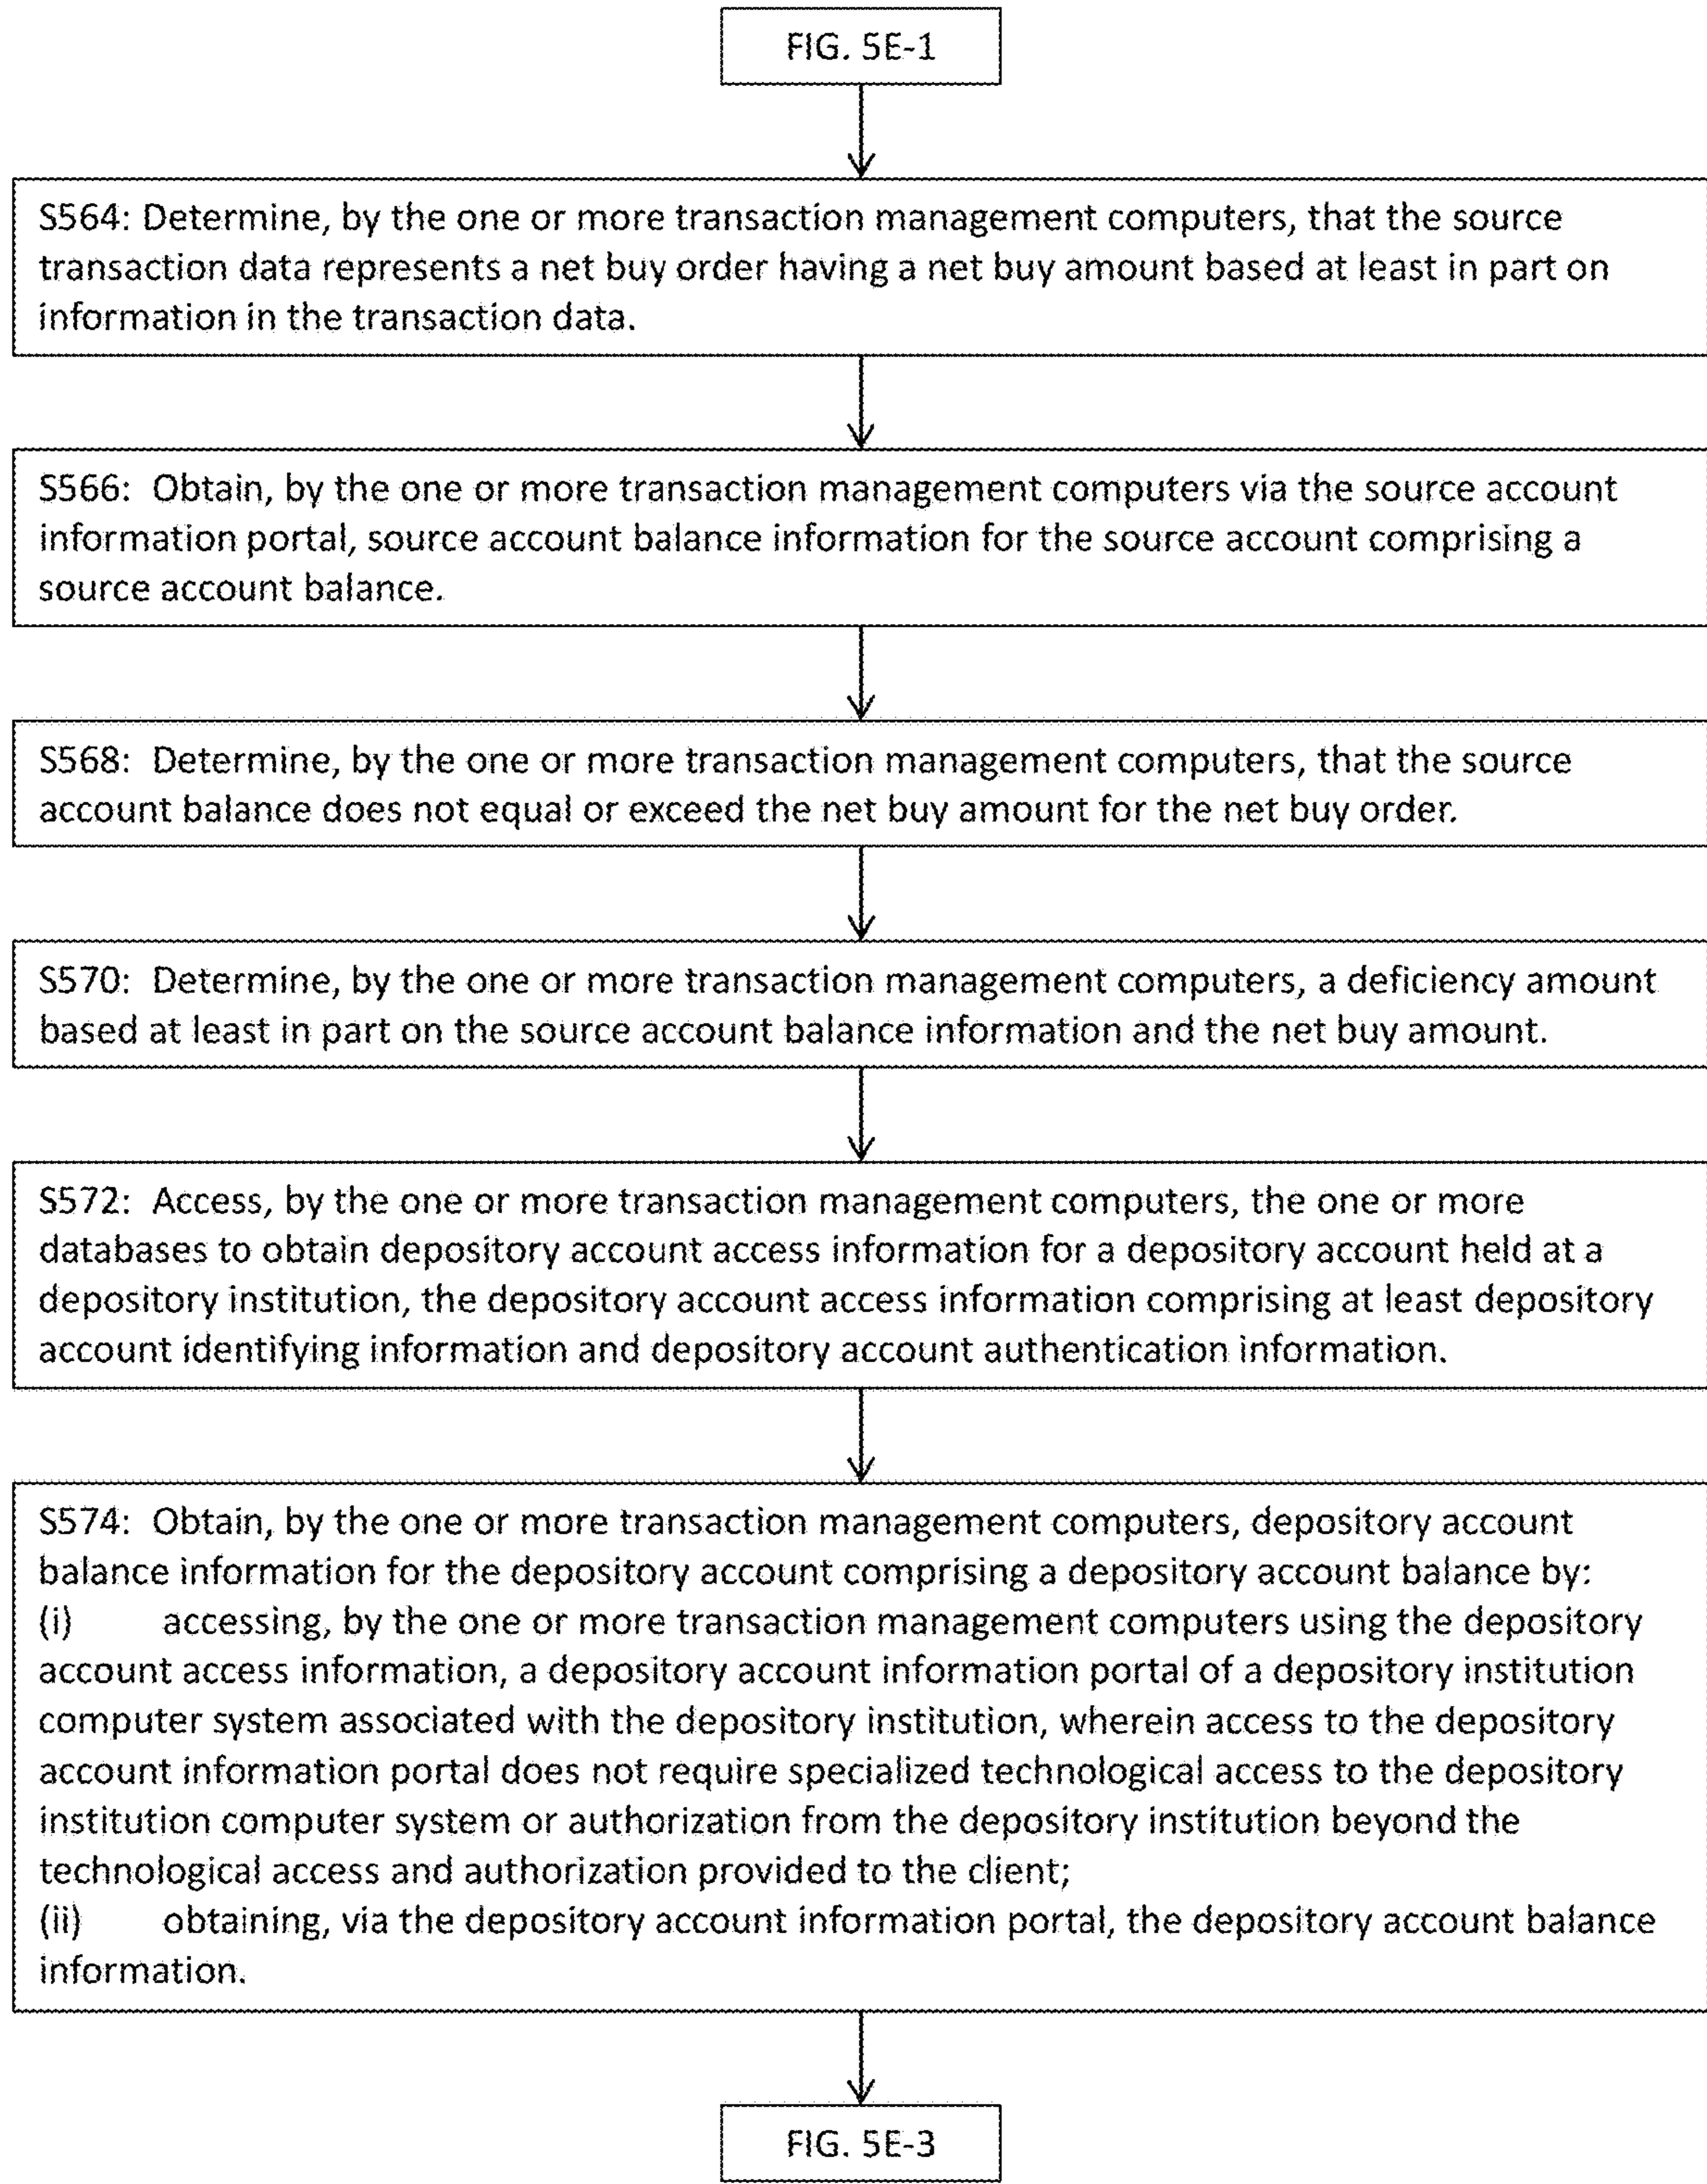 FIG. 5E-1
S564: Determine, by the one or more transaction management computers, that the source
transaction data represents a net buy order having a net buy amount based at least in part on
information in the transaction data.
S566: Obtain, by the one or more transaction management computers via the source account
information portal, source account balance information for the source account comprising a
source account balance.
S568: Determine, by the one or more transaction management computers, that the source
account balance does not equal or exceed the net buy amount for the net buy order.
S570: Determine, by the one or more transaction management computers, a deficiency amount
based at least in part on the source account balance information and the net buy amount.
S572: Access, by the one or more transaction management computers, the one or more
databases to obtain depository account access information for a depository account held at a
depository institution, the depository account access information comprising at least depository
account identifying information and depository account authentication information.
S574: Obtain, by the one or more transaction management computers, depository account
balance information for the depository account comprising a depository account balance by:
(i) accessing, by the one or more transaction management computers using the depository
account access information, a depository account information portal of a depository institution
computer system associated with the depository institution, wherein access to the depository
account information portal does not require specialized technological access to the depository
institution computer system or authorization from the depository institution beyond the
technological access and authorization provided to the client;
(ii) obtaining, via the depository account information portal, the depository account balance
information.
FIG. 5E-3